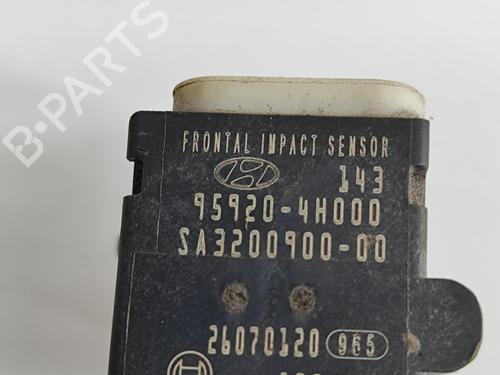 B-PARTS
FRONTAL IMPACT SENSOR
143
95920-4H000
SA3200900-00
26070120 965